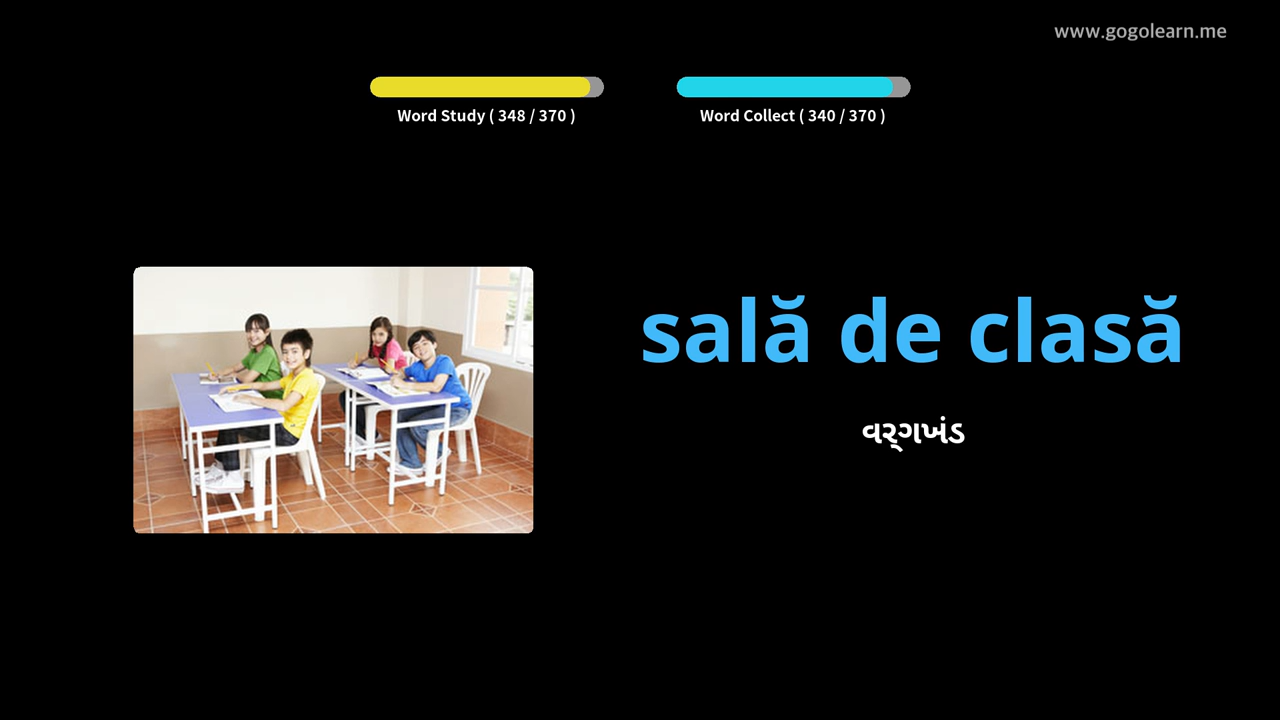 www.gogolearn.me
Word Study ( 348 / 370 )
Word Collect ( 340 / 370 )
sală de clasă
વર્ગખંડ